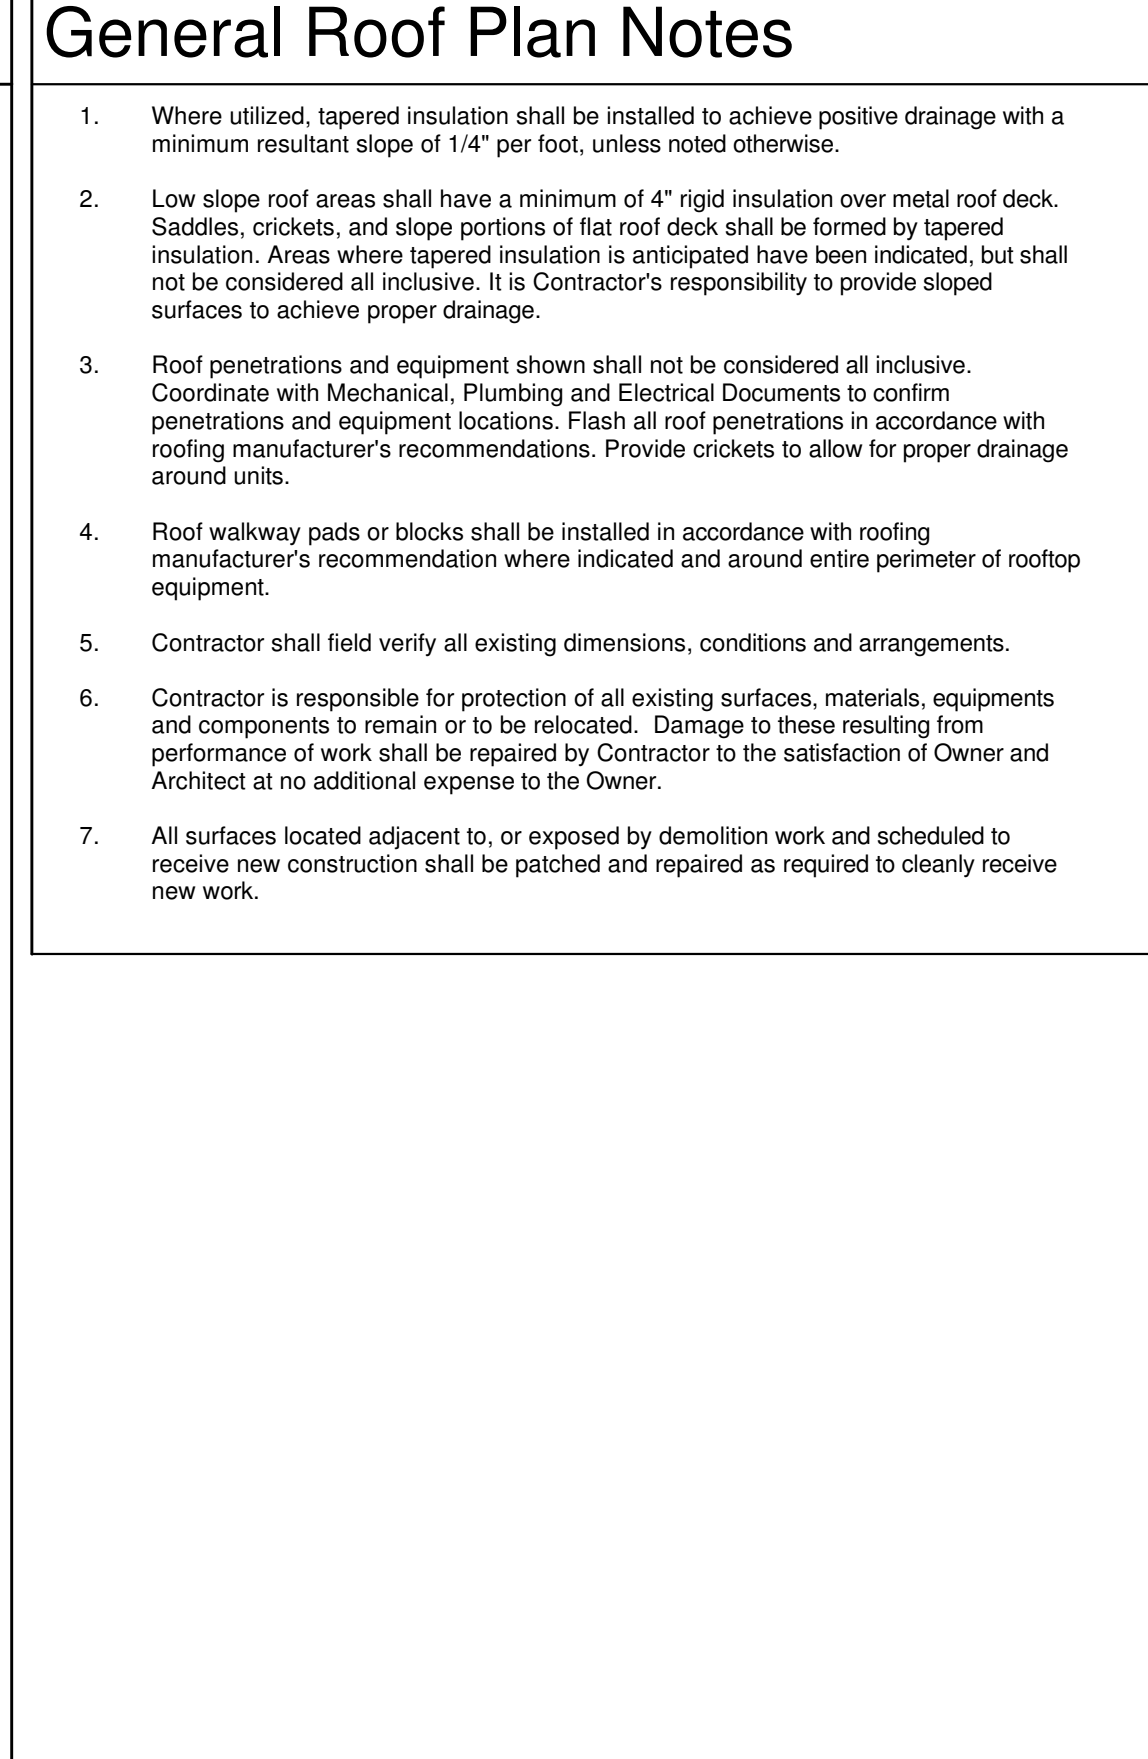 General Roof Plan Notes
1. Where utilized, tapered insulation shall be installed to achieve positive drainage with a
minimum resultant slope of 1/4" per foot, unless noted otherwise.
2. Low slope roof areas shall have a minimum of 4" rigid insulation over metal roof deck.
Saddles, crickets, and slope portions of flat roof deck shall be formed by tapered
insulation. Areas where tapered insulation is anticipated have been indicated, but shall
not be considered all inclusive. It is Contractor's responsibility to provide sloped
surfaces to achieve proper drainage.
3. Roof penetrations and equipment shown shall not be considered all inclusive.
Coordinate with Mechanical, Plumbing and Electrical Documents to confirm
penetrations and equipment locations. Flash all roof penetrations in accordance with
roofing manufacturer's recommendations. Provide crickets to allow for proper drainage
around units.
4. Roof walkway pads or blocks shall be installed in accordance with roofing
manufacturer's recommendation where indicated and around entire perimeter of rooftop
equipment.
5. Contractor shall field verify all existing dimensions, conditions and arrangements.
6. Contractor is responsible for protection of all existing surfaces, materials, equipments
and components to remain or to be relocated.  Damage to these resulting from
performance of work shall be repaired by Contractor to the satisfaction of Owner and
Architect at no additional expense to the Owner.
7. All surfaces located adjacent to, or exposed by demolition work and scheduled to
receive new construction shall be patched and repaired as required to cleanly receive
new work.